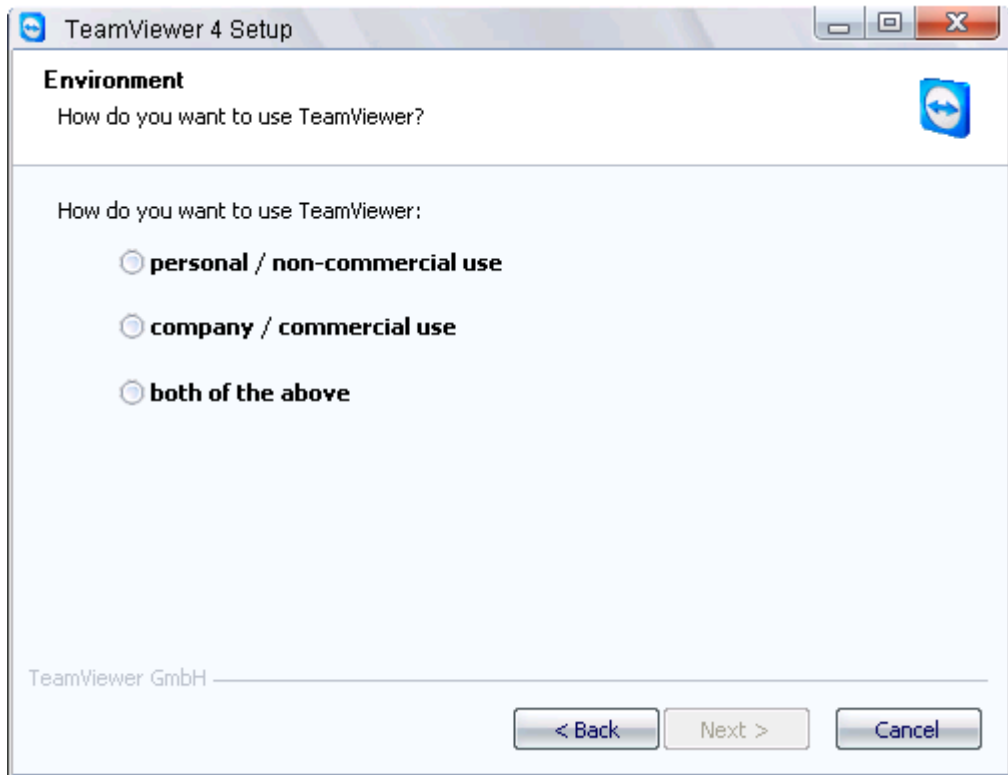 TeamViewer 4 Setup
Environment
How do you want to use TeamViewer?
How do you want to use TeamViewer:
personal / non-commercial use
company / commercial use
both of the above
TeamViewer GmbH
< Back Next > Cancel